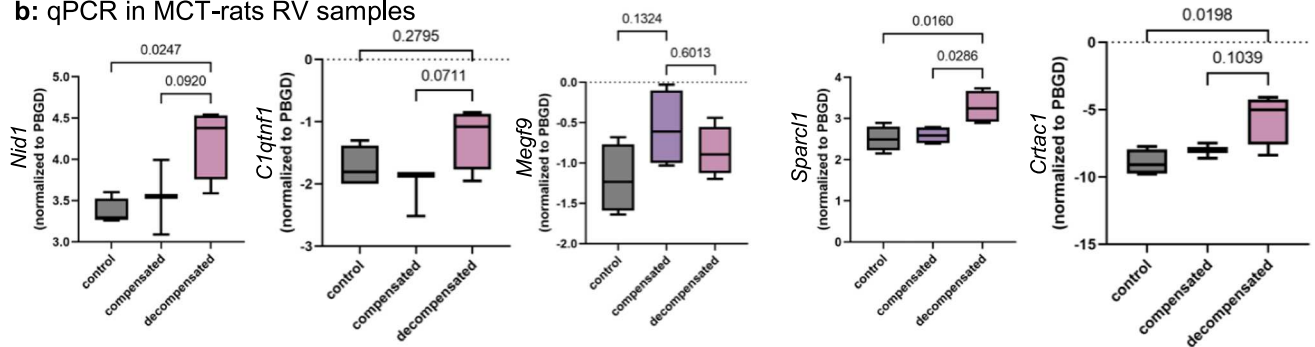 b: qPCR in MCT-rats RV samples
Nid1
(normalized to PBGD)
5.0
4.5
4.0
3.5
3.0
0.0247
0.0920
control
compensated
decompensated
C1qtnf1
(normalized to PBGD)
0
-1
-2
-3
0.2795
0.0711
control
compensated
decompensated
Megf9
(normalized to PBGD)
0.0
-0.5
-1.0
-1.5
-2.0
0.1324
0.6013
control
compensated
decompensated
Sparcl1
(normalized to PBGD)
4
3
2
1
0
0.0160
0.0286
control
compensated
decompensated
Crtac1
(normalized to PBGD)
0
-5
-10
-15
0.0198
0.1039
control
compensated
decompensated